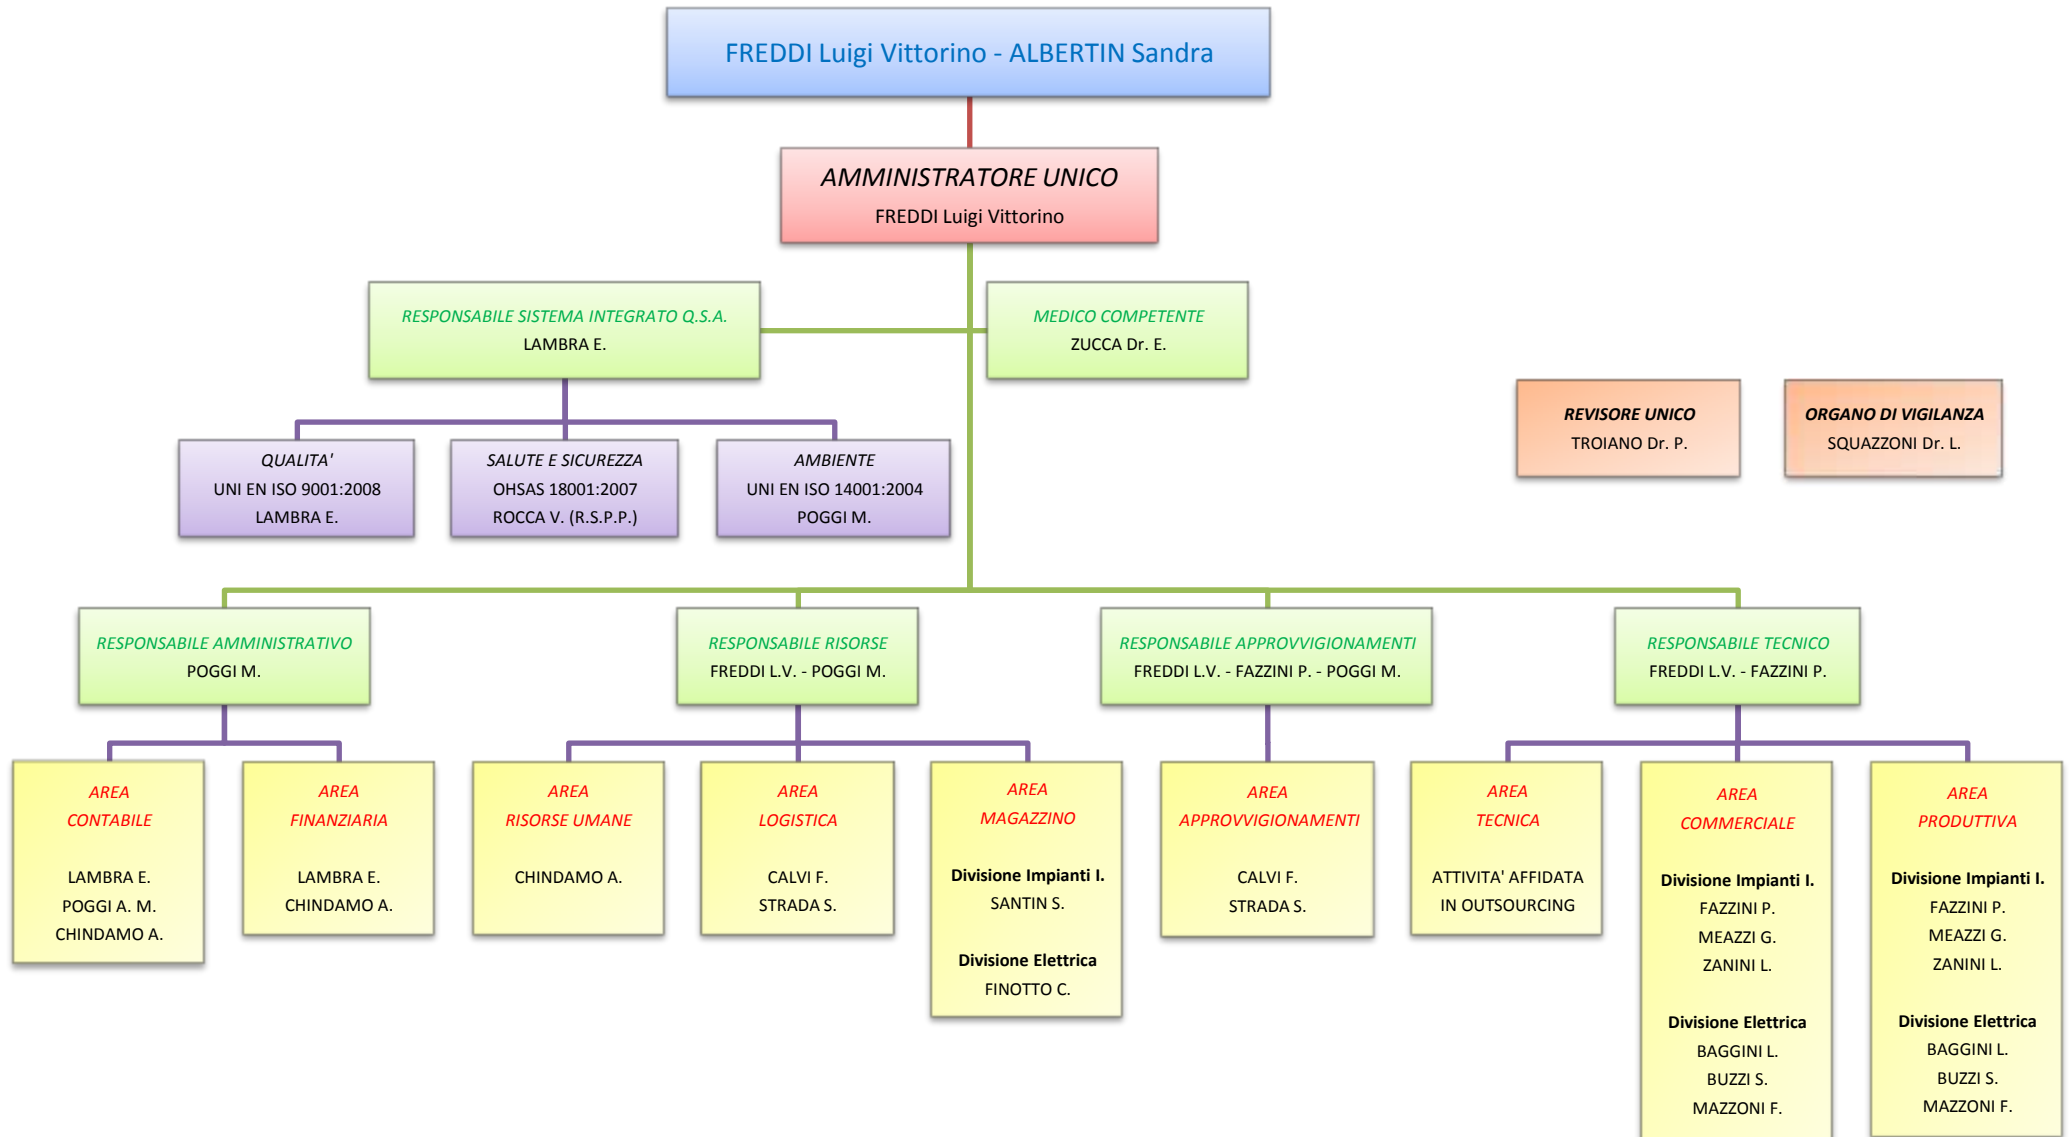 FREDDI Luigi Vittorino - ALBERTIN Sandra
AMMINISTRATORE UNICO
FREDDI Luigi Vittorino
RESPONSABILE SISTEMA INTEGRATO Q.S.A.
LAMBRA E.
MEDICO COMPETENTE
ZUCCA Dr. E.
REVISORE UNICO
TROIANO Dr. P.
ORGANO DI VIGILANZA
SQUAZZONI Dr. L.
QUALITA'
UNI EN ISO 9001:2008
LAMBRA E.
SALUTE E SICUREZZA
OHSAS 18001:2007
ROCCA V. (R.S.P.P.)
AMBIENTE
UNI EN ISO 14001:2004
POGGI M.
RESPONSABILE AMMINISTRATIVO
POGGI M.
RESPONSABILE RISORSE
FREDDI L.V. - POGGI M.
RESPONSABILE APPROVVIGIONAMENTI
FREDDI L.V. - FAZZINI P. - POGGI M.
RESPONSABILE TECNICO
FREDDI L.V. - FAZZINI P.
AREA
CONTABILE
LAMBRA E.
POGGI A. M.
CHINDAMO A.
AREA
FINANZIARIA
LAMBRA E.
CHINDAMO A.
AREA
RISORSE UMANE
CHINDAMO A.
AREA
LOGISTICA
CALVI F.
STRADA S.
AREA
MAGAZZINO
Divisione Impianti I.
SANTIN S.
Divisione Elettrica
FINOTTO C.
AREA
APPROVVIGIONAMENTI
CALVI F.
STRADA S.
AREA
TECNICA
ATTIVITA' AFFIDATA
IN OUTSOURCING
AREA
COMMERCIALE
Divisione Impianti I.
FAZZINI P.
MEAZZI G.
ZANINI L.
Divisione Elettrica
BAGGINI L.
BUZZI S.
MAZZONI F.
AREA
PRODUTTIVA
Divisione Impianti I.
FAZZINI P.
MEAZZI G.
ZANINI L.
Divisione Elettrica
BAGGINI L.
BUZZI S.
MAZZONI F.